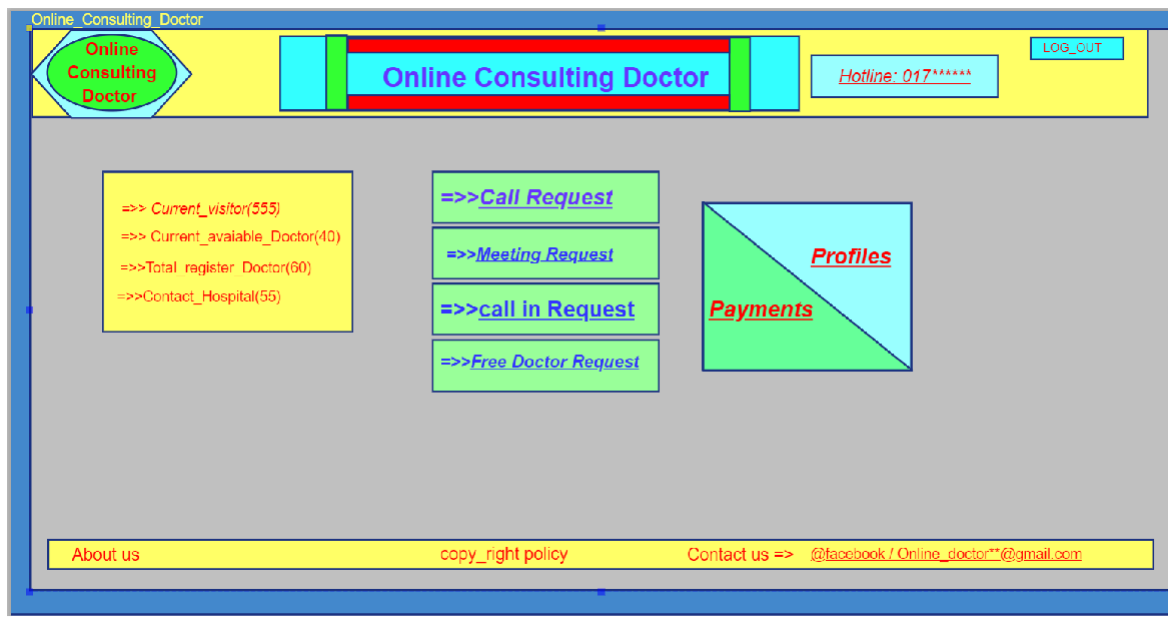 Online_Consulting_Doctor
Online
Consulting
Doctor
Online Consulting Doctor
Hotline: 017******
LOG_OUT
=>> Current_visitor(555)
=>> Current_avaiable_Doctor(40)
=>>Total_register_Doctor(60)
=>>Contact_Hospital(55)
=>>Call Request
=>>Meeting Request
=>>call in Request
=>>Free Doctor Request
Profiles
Payments
About us
copy_right policy
Contact us => @facebook / Online_doctor**@gmail.com